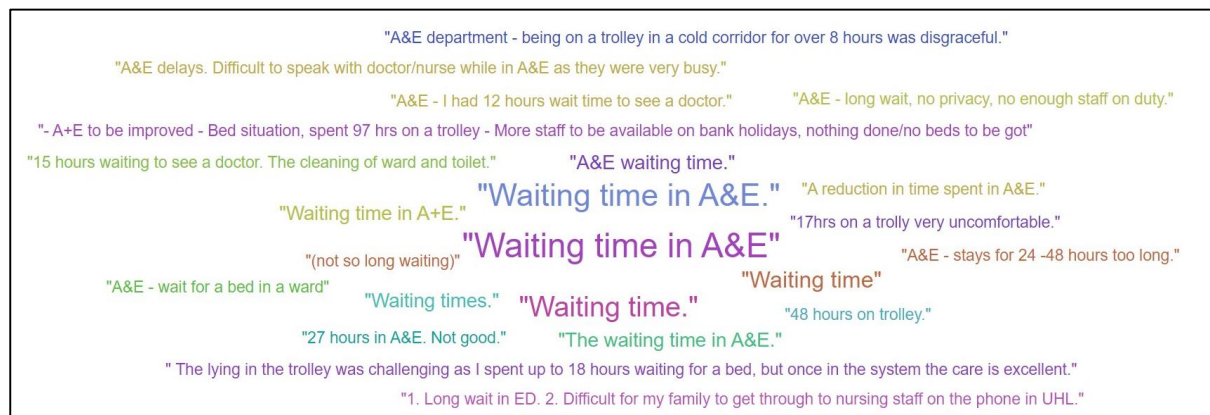 "A&E department - being on a trolley in a cold corridor for over 8 hours was disgraceful."
"A&E delays. Difficult to speak with doctor/nurse while in A&E as they were very busy."
"A&E - I had 12 hours wait time to see a doctor."
"A&E - long wait, no privacy, no enough staff on duty."
"- A+E to be improved - Bed situation, spent 97 hrs on a trolley - More staff to be available on bank holidays, nothing done/no beds to be got"
"15 hours waiting to see a doctor. The cleaning of ward and toilet."
"A&E waiting time."
"Waiting time in A&E."
"A reduction in time spent in A&E."
"Waiting time in A+E."
"17hrs on a trolly very uncomfortable."
"Waiting time in A&E"
"(not so long waiting)"
"A&E - stays for 24 -48 hours too long."
"A&E - wait for a bed in a ward"
"Waiting time"
"Waiting times."
"Waiting time."
"48 hours on trolley."
"27 hours in A&E. Not good."
"The waiting time in A&E."
" The lying in the trolley was challenging as I spent up to 18 hours waiting for a bed, but once in the system the care is excellent."
"1. Long wait in ED. 2. Difficult for my family to get through to nursing staff on the phone in UHL."